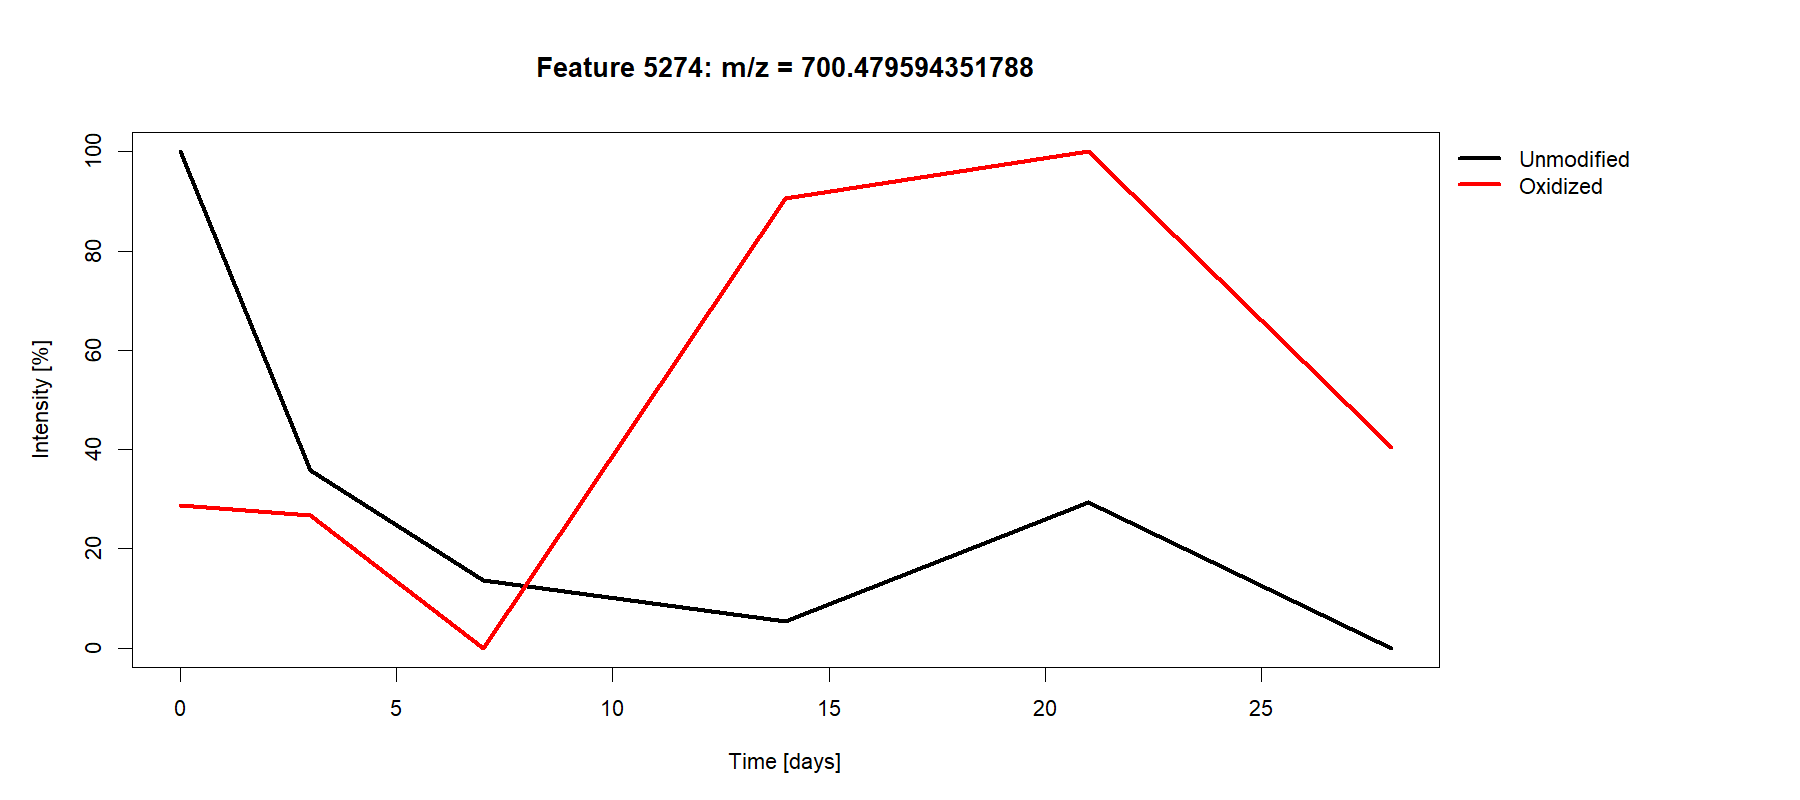 Feature 5274: m/z = 700.479594351788
Unmodified
Oxidized
Intensity [%]
100
80
60
40
20
0
0 5 10 15 20 25
Time [days]